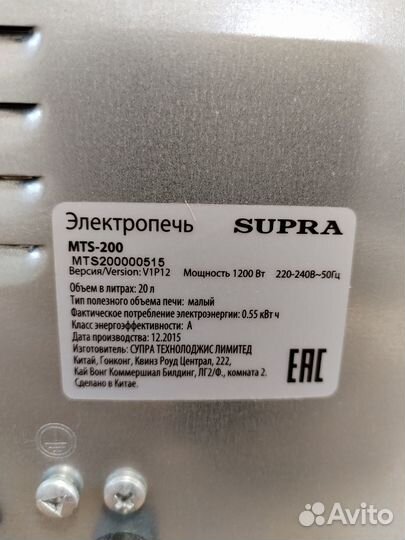 Электропечь SUPRA
MTS-200
MTS200000515
Версия/Version: V1P12 Мощность 1200 Вт 220-240В~50Гц
Объем в литрах: 20 л
Тип полезного объема печи: малый
Фактическое потребление электроэнергии: 0.55 кВт ч
Класс энергоэффективности: А
Дата производства: 12.2015
Изготовитель: СУПРА ТЕХНОЛОДЖИС ЛИМИТЕД
Китай, Гонконг, Квинз Роуд Централ, 222,
Кай Вонг Коммершиал Билдинг, ЛГ2/Ф., комната 2.
Сделано в Китае.
EAC
Avito